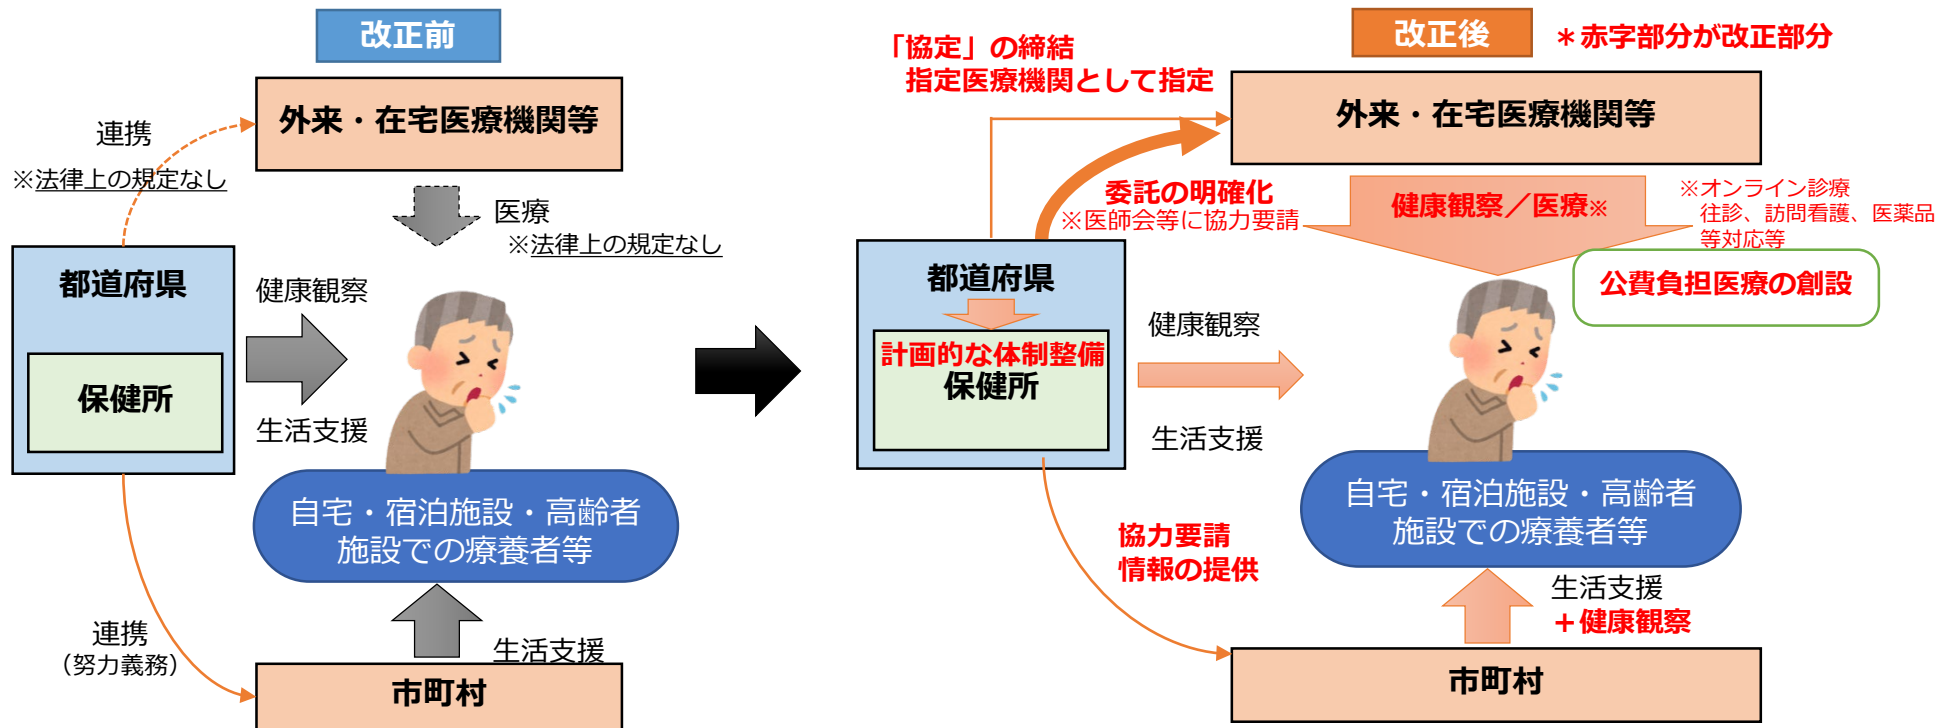 改正前
外来・在宅医療機関等
連携
※法律上の規定なし
医療
※法律上の規定なし
都道府県
保健所
健康観察
生活支援
自宅・宿泊施設・高齢者
施設での療養者等
連携
（努力義務）
生活支援
市町村
改正後
＊赤字部分が改正部分
「協定」の締結
指定医療機関として指定
外来・在宅医療機関等
委託の明確化
※医師会等に協力要請
健康観察／医療※
※オンライン診療
往診、訪問看護、医薬品
等対応等
公費負担医療の創設
都道府県
計画的な体制整備
保健所
健康観察
生活支援
自宅・宿泊施設・高齢者
施設での療養者等
協力要請
情報の提供
生活支援
＋健康観察
市町村